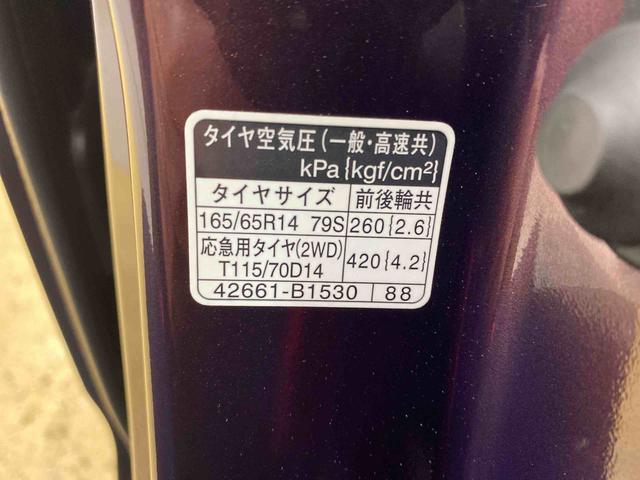 タイヤ空気圧(一般・高速共)
kPa{kgf/cm²}
タイヤサイズ 前後輪共
165/65R14 79S 260{2.6}
応急用タイヤ(2WD)
T115/70D14 420{4.2}
42661-B1530 88